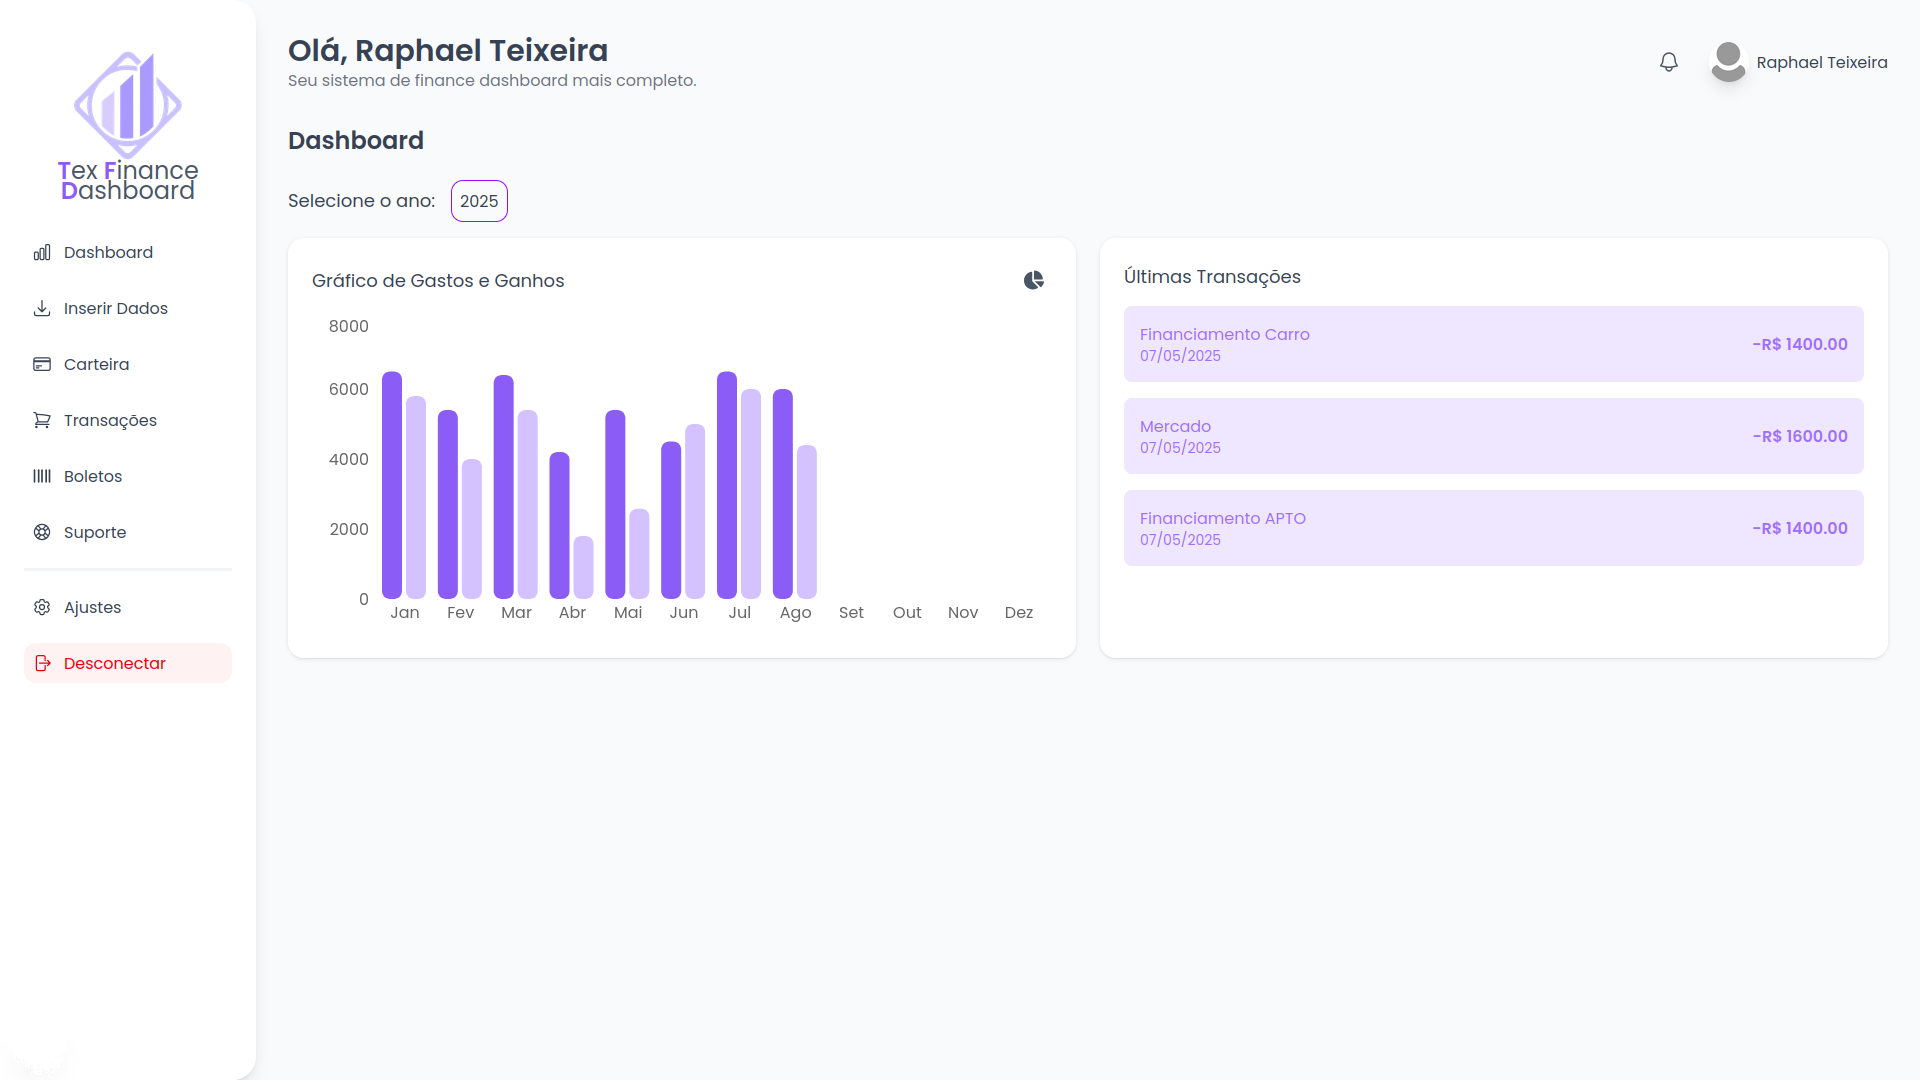 Tex Finance
Dashboard
Dashboard
Inserir Dados
Carteira
Transações
Boletos
Suporte
Ajustes
Desconectar
Olá, Raphael Teixeira
Seu sistema de finance dashboard mais completo.
Raphael Teixeira
Dashboard
Selecione o ano: 2025
Gráfico de Gastos e Ganhos
8000
6000
4000
2000
0
Jan Fev Mar Abr Mai Jun Jul Ago Set Out Nov Dez
Últimas Transações
Financiamento Carro
07/05/2025
-R$ 1400.00
Mercado
07/05/2025
-R$ 1600.00
Financiamento APTO
07/05/2025
-R$ 1400.00